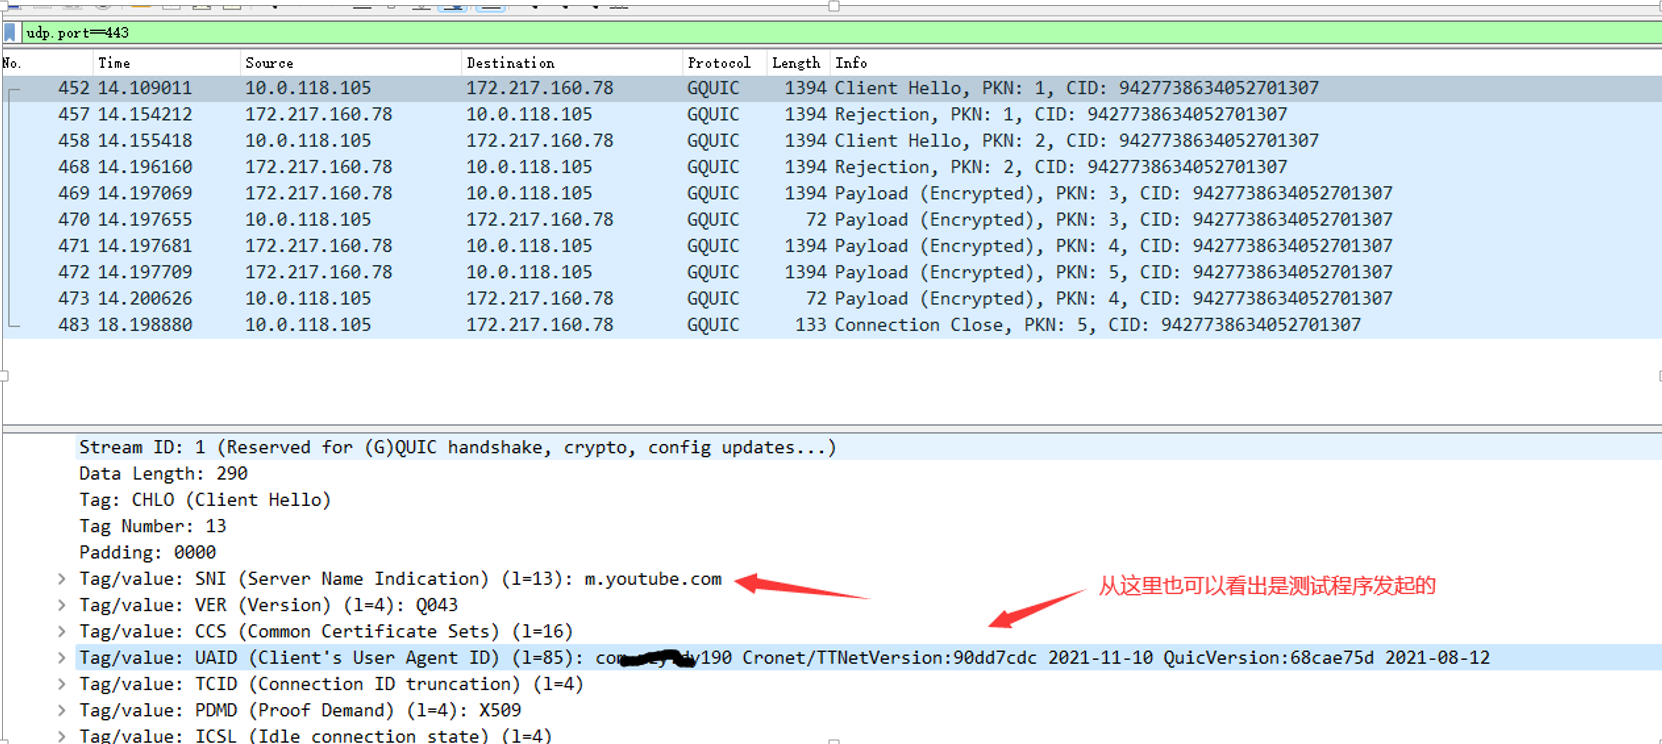 udp.port==443
No. Time Source Destination Protocol Length Info
452 14.109011 10.0.118.105 172.217.160.78 GQUIC 1394 Client Hello, PKN: 1, CID: 9427738634052701307
457 14.154212 172.217.160.78 10.0.118.105 GQUIC 1394 Rejection, PKN: 1, CID: 9427738634052701307
458 14.155418 10.0.118.105 172.217.160.78 GQUIC 1394 Client Hello, PKN: 2, CID: 9427738634052701307
468 14.196160 172.217.160.78 10.0.118.105 GQUIC 1394 Rejection, PKN: 2, CID: 9427738634052701307
469 14.197069 172.217.160.78 10.0.118.105 GQUIC 1394 Payload (Encrypted), PKN: 3, CID: 9427738634052701307
470 14.197655 10.0.118.105 172.217.160.78 GQUIC 72 Payload (Encrypted), PKN: 3, CID: 9427738634052701307
471 14.197681 172.217.160.78 10.0.118.105 GQUIC 1394 Payload (Encrypted), PKN: 4, CID: 9427738634052701307
472 14.197709 172.217.160.78 10.0.118.105 GQUIC 1394 Payload (Encrypted), PKN: 5, CID: 9427738634052701307
473 14.200626 10.0.118.105 172.217.160.78 GQUIC 72 Payload (Encrypted), PKN: 4, CID: 9427738634052701307
483 18.198880 10.0.118.105 172.217.160.78 GQUIC 133 Connection Close, PKN: 5, CID: 9427738634052701307
Stream ID: 1 (Reserved for (G)QUIC handshake, crypto, config updates...)
Data Length: 290
Tag: CHLO (Client Hello)
Tag Number: 13
Padding: 0000
Tag/value: SNI (Server Name Indication) (l=13): m.youtube.com
从这里也可以看出是测试程序发起的
Tag/value: VER (Version) (l=4): Q043
Tag/value: CCS (Common Certificate Sets) (l=16)
Tag/value: UAID (Client's User Agent ID) (l=85): Cronet/TTNetVersion:90dd7cdc 2021-11-10 QuicVersion:68cae75d 2021-08-12
Tag/value: TCID (Connection ID truncation) (l=4)
Tag/value: PDMD (Proof Demand) (l=4): X509
Tag/value: ICSL (Idle connection state) (l=4)